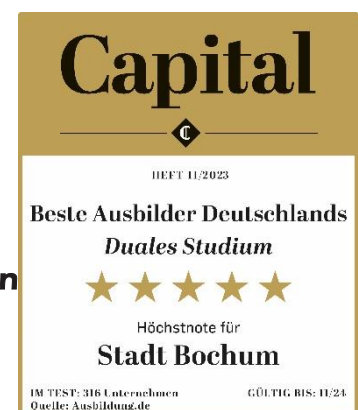 Capital
HEFT 11/2023
Beste Ausbilder Deutschlands
Duales Studium
n
Höchstnote für
Stadt Bochum
IM TEST: 316 Unternehmen GÜLTIG BIS: 11/24
Quelle: Ausbildung.de